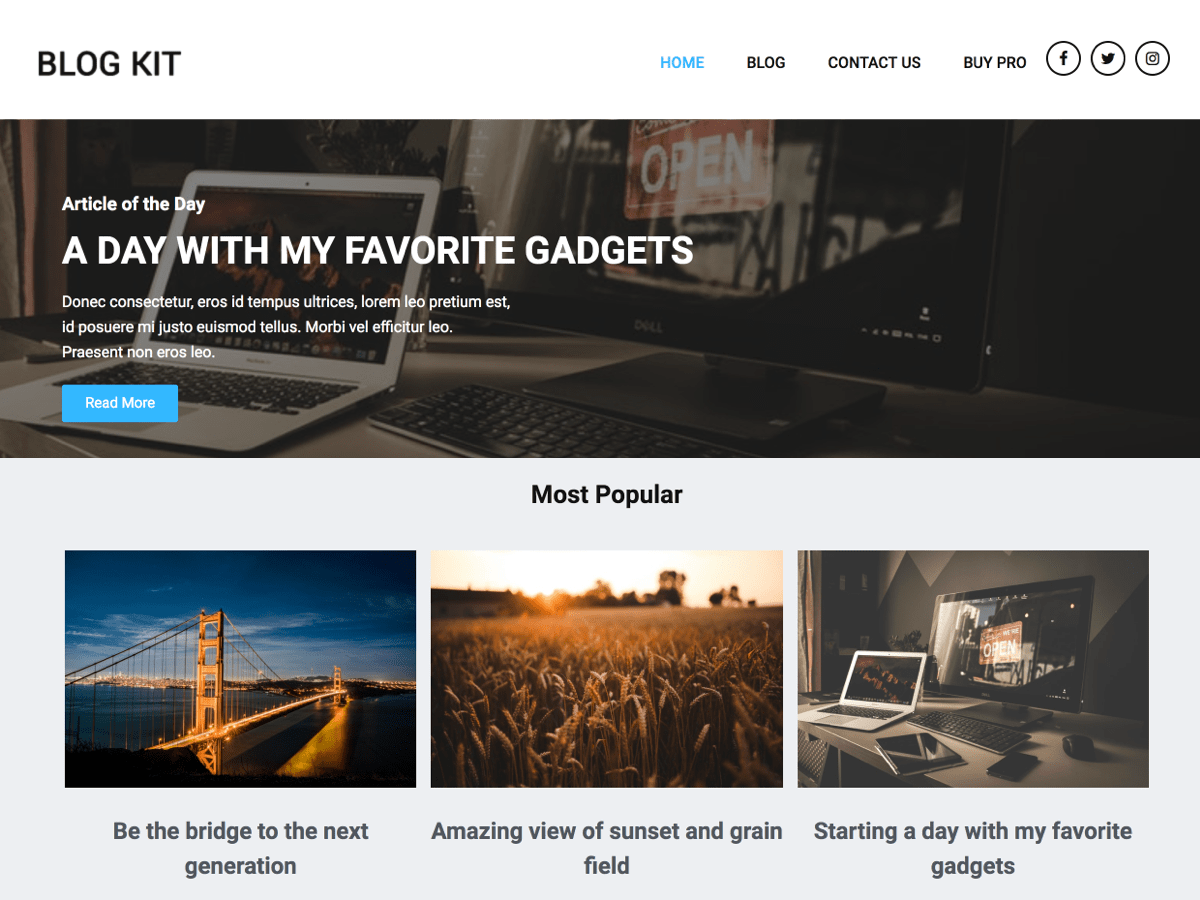 BLOG KIT
HOME
BLOG
CONTACT US
BUY PRO
OPEN
Article of the Day
A DAY WITH MY FAVORITE GADGETS
Donec consectetur, eros id tempus ultrices, lorem leo pretium est,
id posuere mi justo euismod tellus. Morbi vel efficitur leo.
Praesent non eros leo.
DELL
Read More
Most Popular
OPEN
Be the bridge to the next
generation
Amazing view of sunset and grain
field
Starting a day with my favorite
gadgets